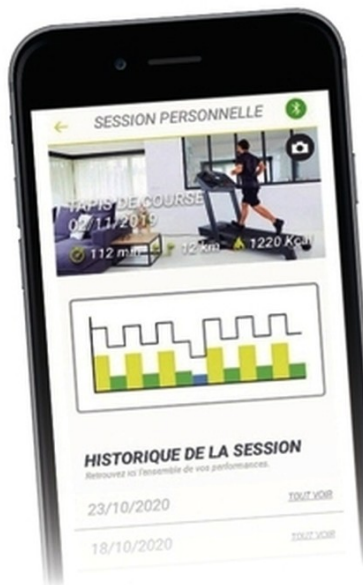 SESSION PERSONNELLE
TAPIS DE COURSE
02/11/2019
112 min 12 km 1220 Kcal
HISTORIQUE DE LA SESSION
Retrouvez ici l'ensemble de vos performances.
23/10/2020 TOUT VOIR
18/10/2020 TOUT VOIR